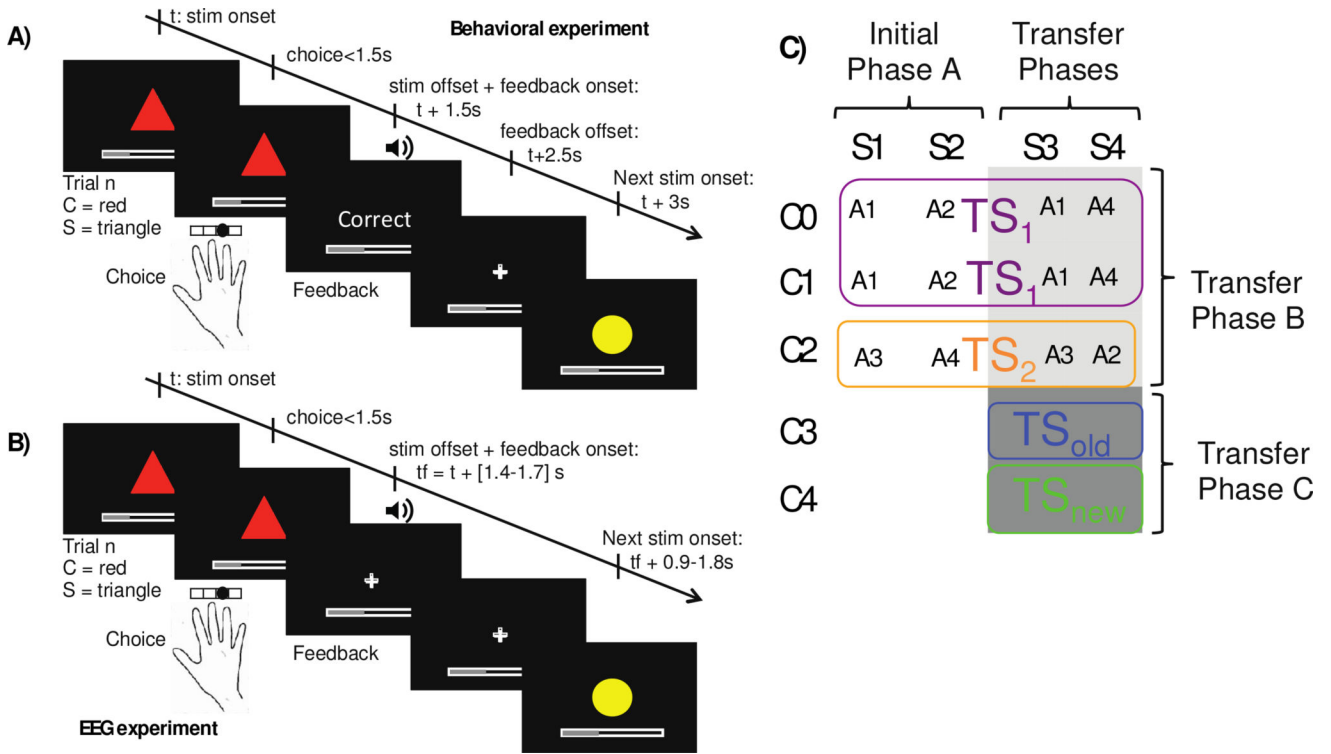 A)
t: stim onset
Behavioral experiment
choice<1.5s
stim offset + feedback onset:
t + 1.5s
feedback offset:
t+2.5s
Next stim onset:
t + 3s
Trial n
C = red
S = triangle
Choice
Correct
Feedback
B)
t: stim onset
choice<1.5s
stim offset + feedback onset:
tf = t + [1.4-1.7] s
Next stim onset:
tf + 0.9-1.8s
Trial n
C = red
S = triangle
Choice
Feedback
EEG experiment
C)
Initial
Phase A
Transfer
Phases
S1 S2 S3 S4
C0 A1 A2 TS1 A1 A4
C1 A1 A2 TS1 A1 A4
C2 A3 A4 TS2 A3 A2
Transfer
Phase B
C3 TSold
C4 TSnew
Transfer
Phase C